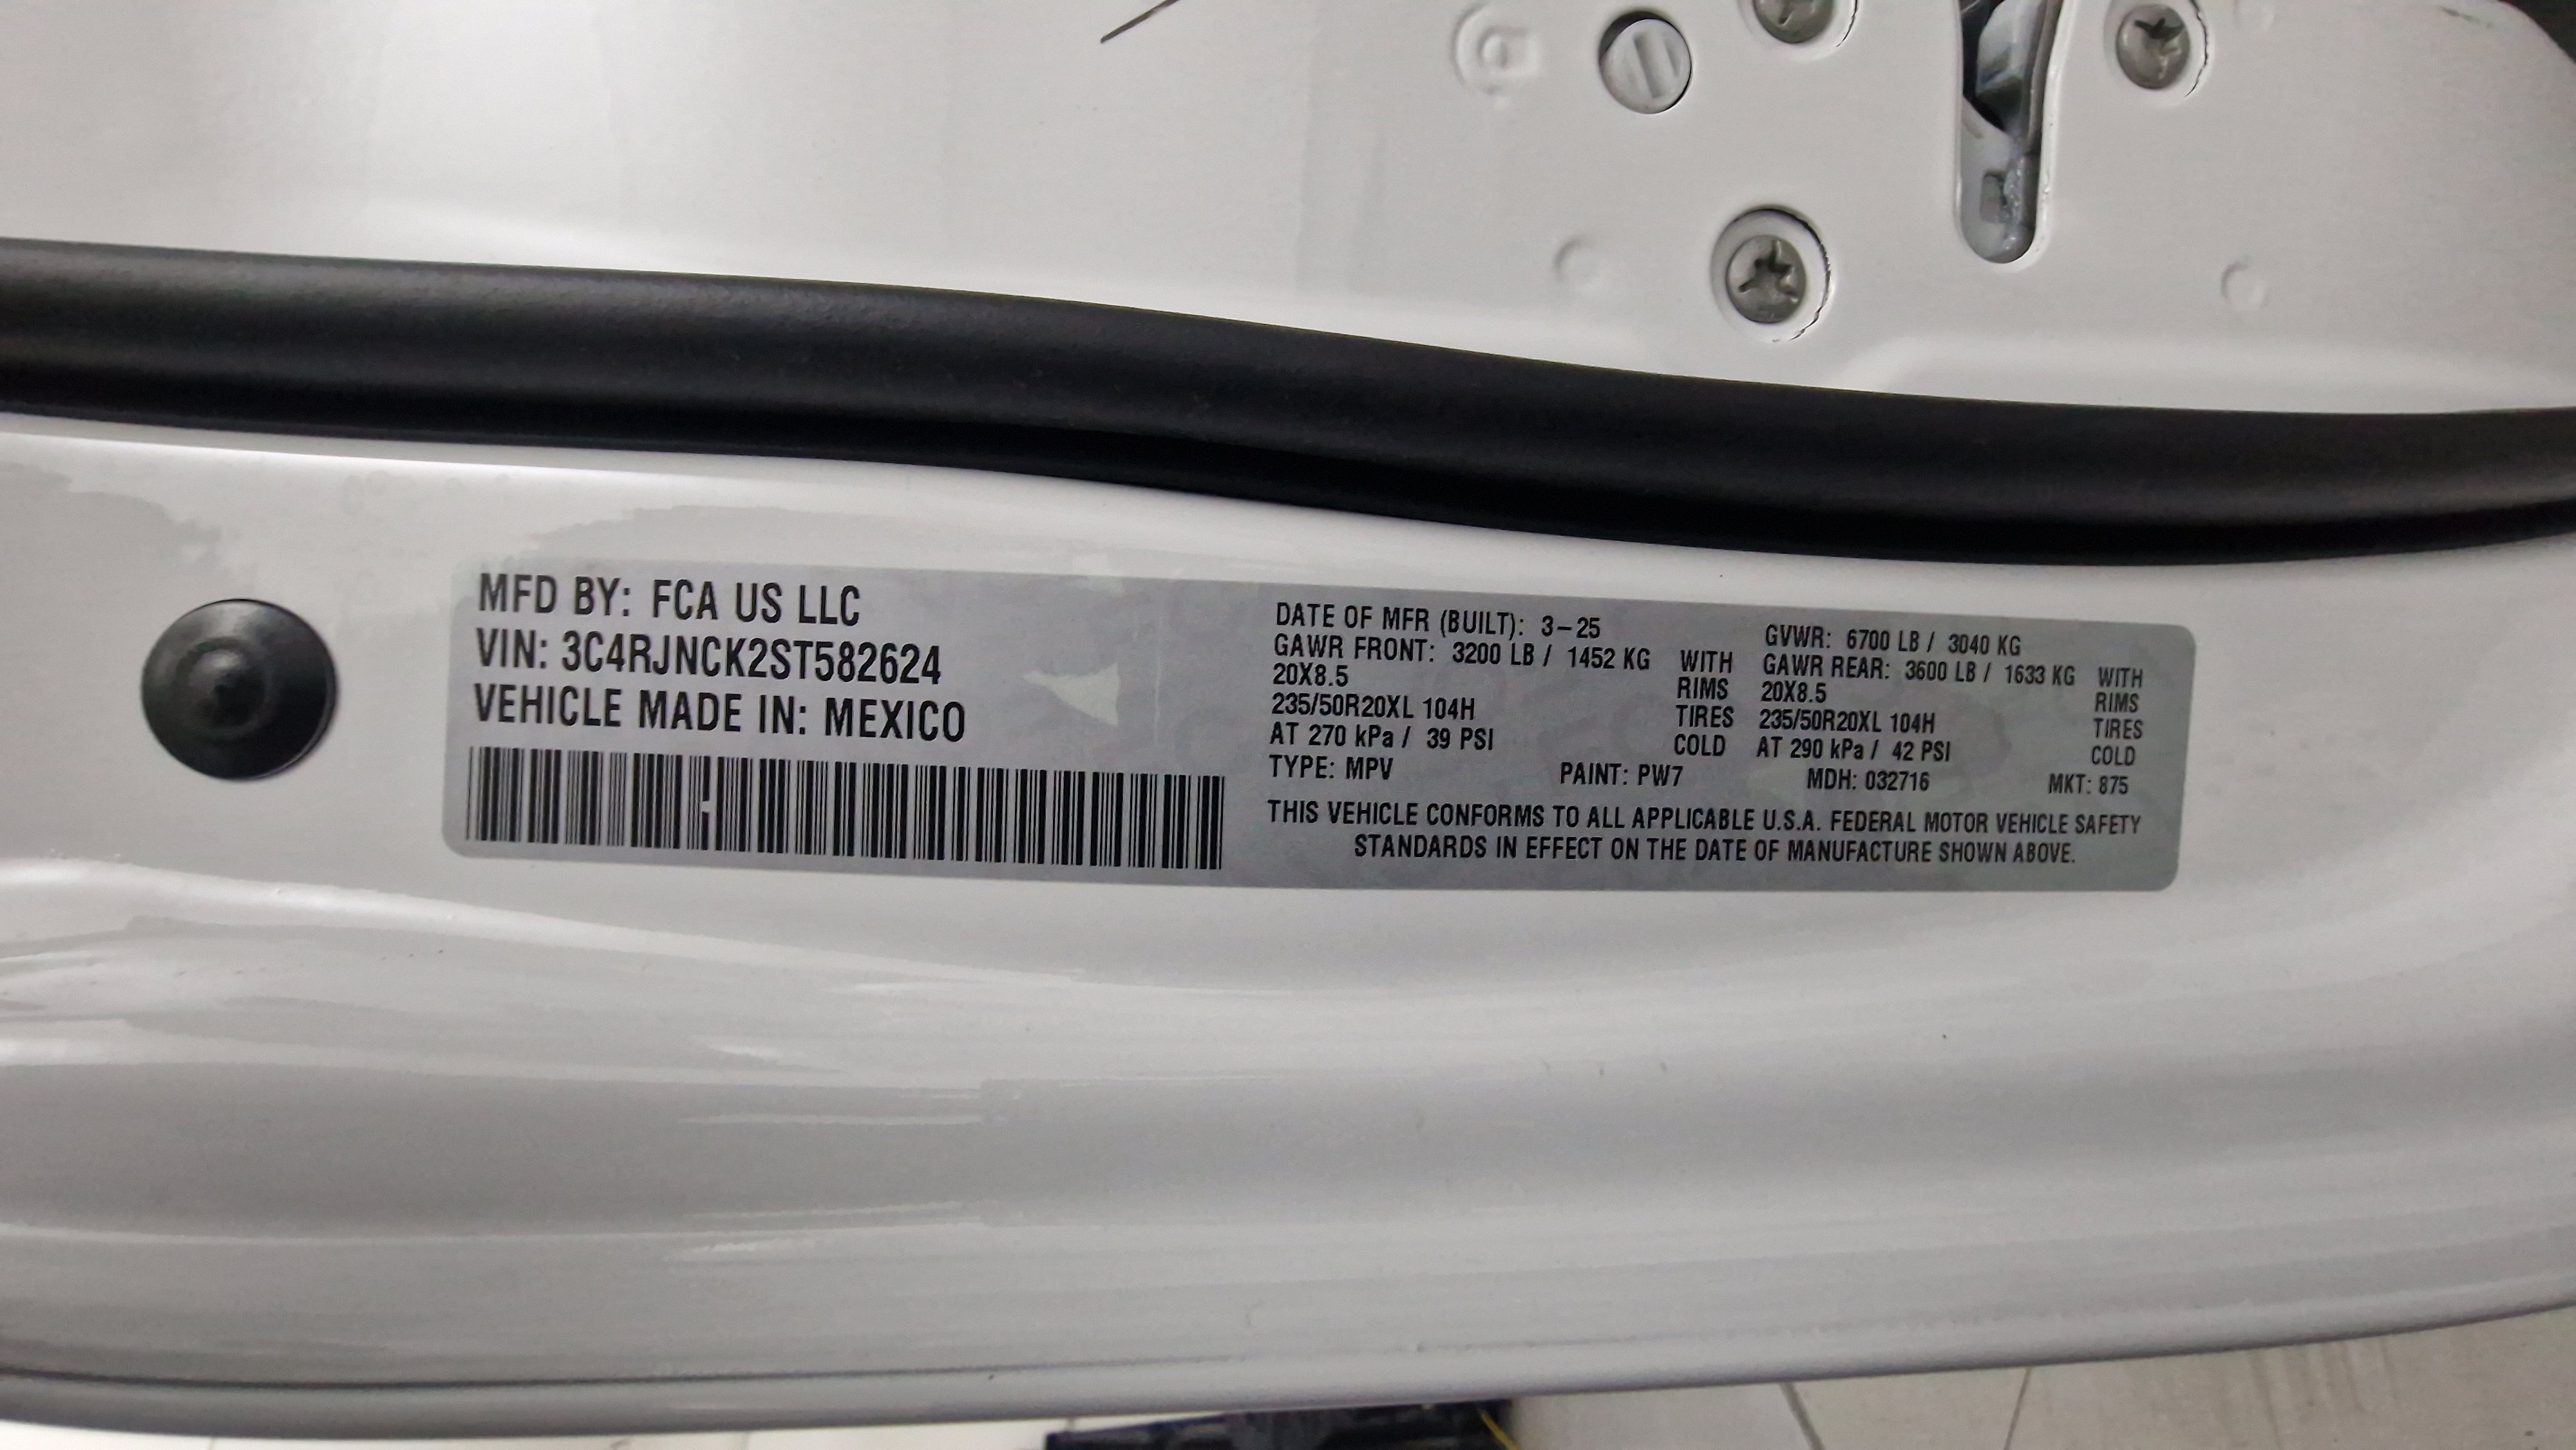 MFD BY: FCA US LLC
VIN: 3C4RJNCK2ST582624
VEHICLE MADE IN: MEXICO
DATE OF MFR (BUILT): 3-25
GVWR: 6700 LB / 3040 KG
GAWR FRONT: 3200 LB / 1452 KG WITH
20X8.5 RIMS
235/50R20XL 104H TIRES
AT 270 kPa / 39 PSI COLD
GAWR REAR: 3600 LB / 1633 KG WITH
20X8.5 RIMS
235/50R20XL 104H TIRES
AT 290 kPa / 42 PSI COLD
TYPE: MPV PAINT: PW7 MDH: 032716 MKT: 875
THIS VEHICLE CONFORMS TO ALL APPLICABLE U.S.A. FEDERAL MOTOR VEHICLE SAFETY
STANDARDS IN EFFECT ON THE DATE OF MANUFACTURE SHOWN ABOVE.